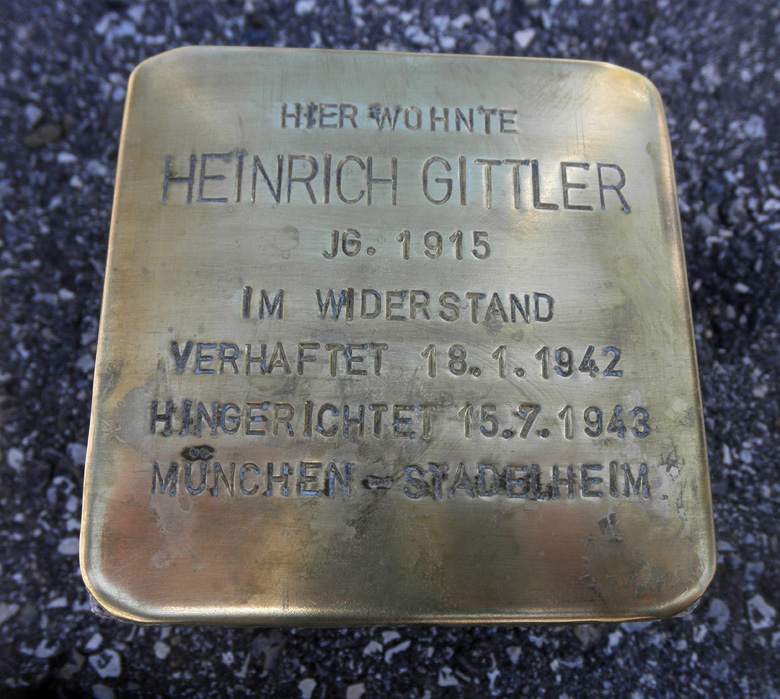 HIER WOHNTE
HEINRICH GITTLER
JG. 1915
IM WIDERSTAND
VERHAFTET 18.1.1942
HINGERICHTET 15.7.1943
MÜNCHEN - STADELHEIM